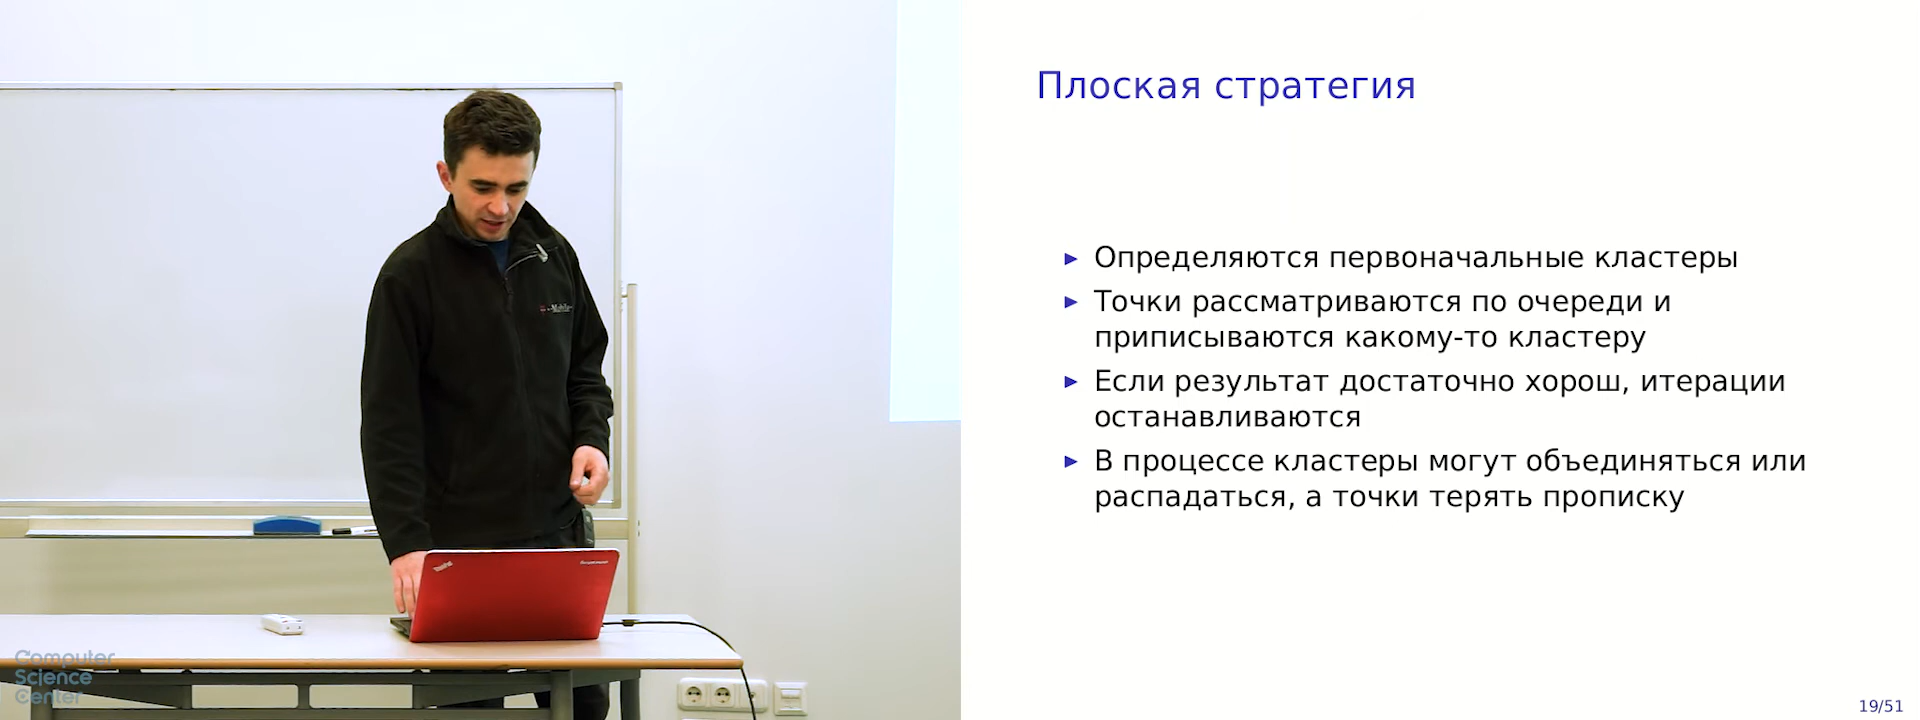 Плоская стратегия
Определяются первоначальные кластеры
Точки рассматриваются по очереди и
приписываются какому-то кластеру
Если результат достаточно хорош, итерации
останавливаются
В процессе кластеры могут объединяться или
распадаться, а точки терять прописку
19/51
Computer
Science
Center
ThinkPad